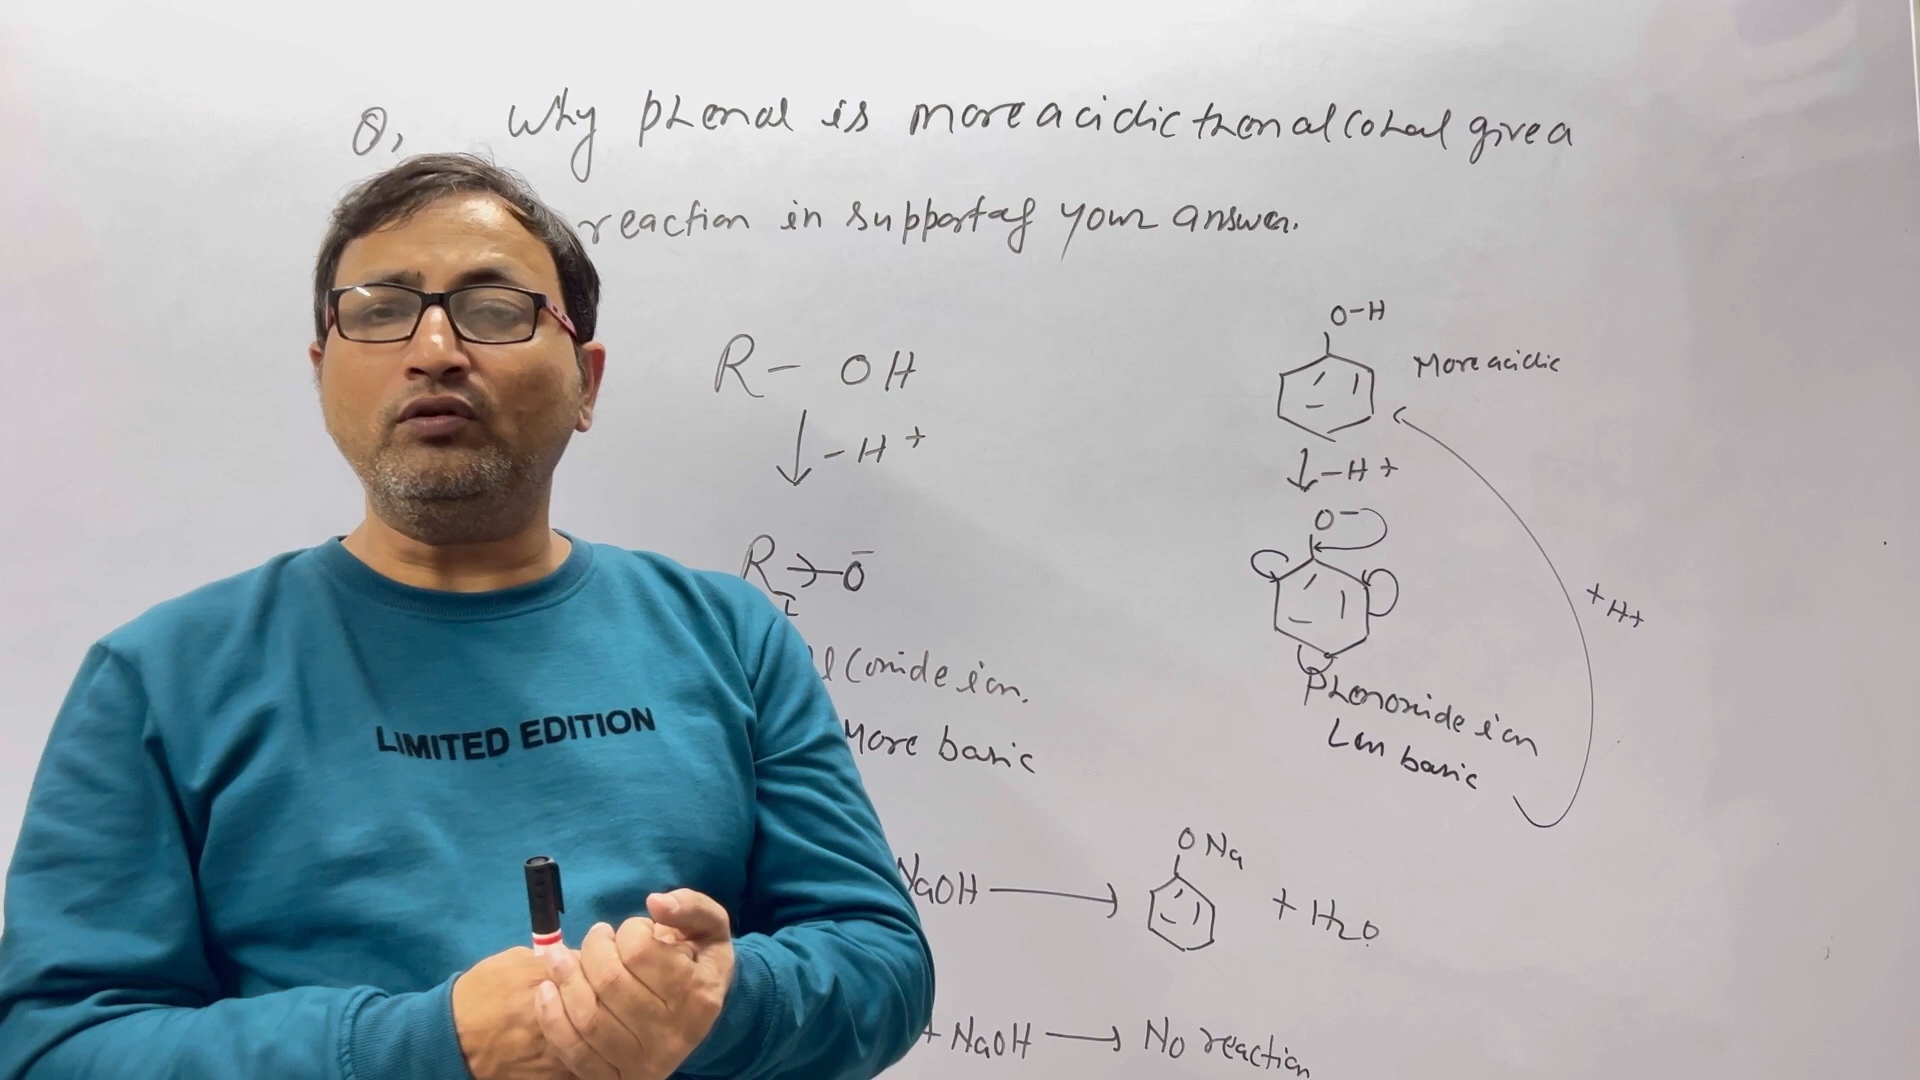 Q, Why phenol is more acidic than alcohol give a
reaction in support of your answer.
R - OH
- H +
R → O -
I
lconide ion.
More basic
O-H
More acidic
- H +
O -
Phenoxide ion
Less basic
+ H+
NaOH → ONa + H2O
+ NaOH → No reaction
LIMITED EDITION